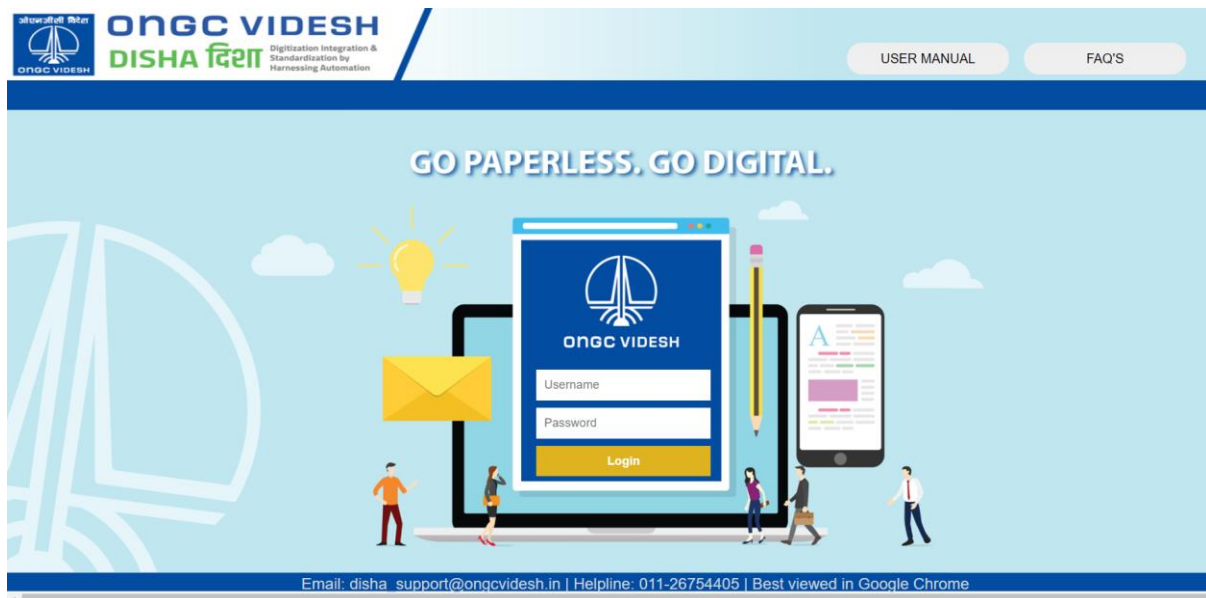 ओएनजीसी विदेश
ONGC VIDESH
ONGC VIDESH
DISHA दिशा
Digitization Integration &
Standardization by
Harnessing Automation
USER MANUAL
FAQ'S
GO PAPERLESS. GO DIGITAL.
ONGC VIDESH
Username
Password
Login
A
Email: disha_support@ongcvidesh.in | Helpline: 011-26754405 | Best viewed in Google Chrome